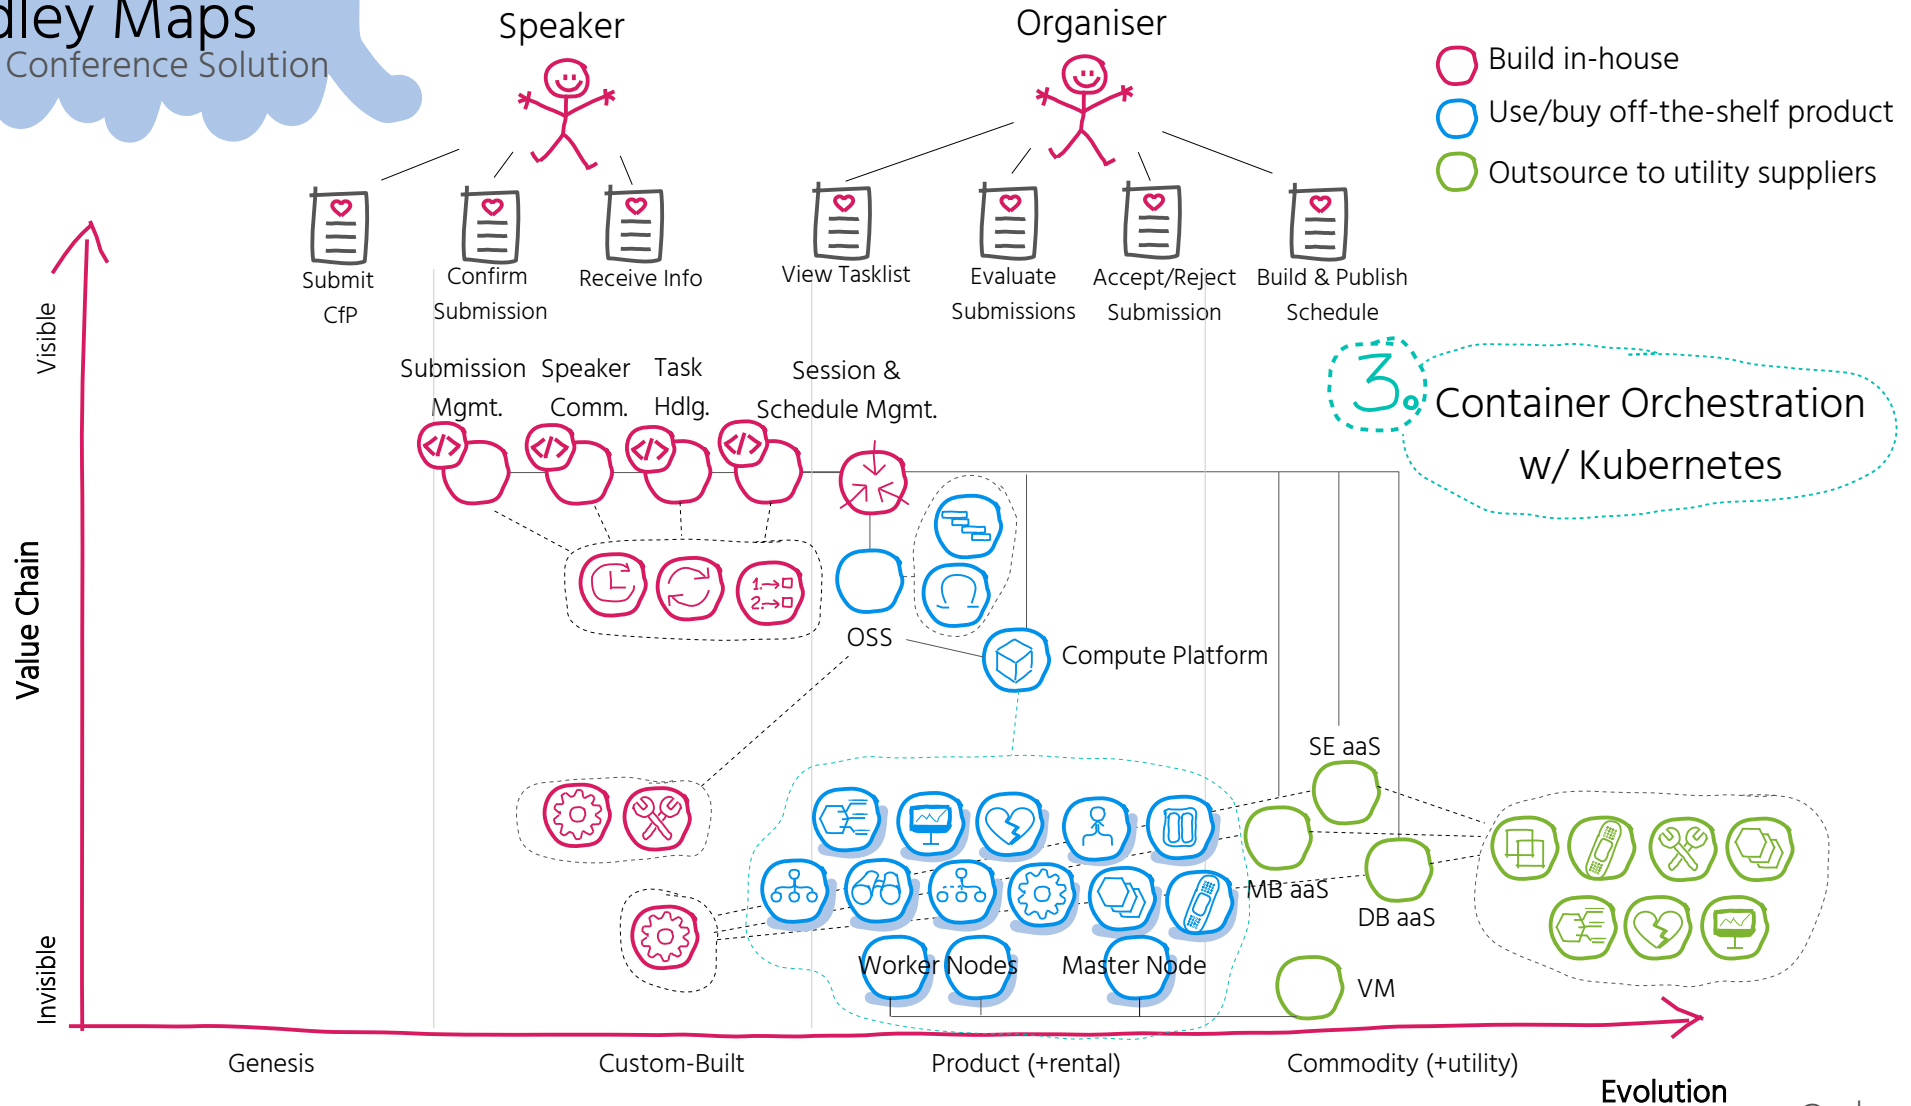 dley Maps
Conference Solution
Speaker
Organiser
Build in-house
Use/buy off-the-shelf product
Outsource to utility suppliers
Submit
CfP
Confirm
Submission
Receive Info
View Tasklist
Evaluate
Submissions
Accept/Reject
Submission
Build & Publish
Schedule
Visible
Value Chain
Invisible
Submission
Mgmt.
Speaker
Comm.
Task
Hdlg.
Session &
Schedule Mgmt.
</>
</>
</>
</>
3.
Container Orchestration
w/ Kubernetes
1.→□
2.→□
OSS
Compute Platform
SE aaS
MB aaS
DB aaS
Worker Nodes
Master Node
VM
Genesis
Custom-Built
Product (+rental)
Commodity (+utility)
Evolution